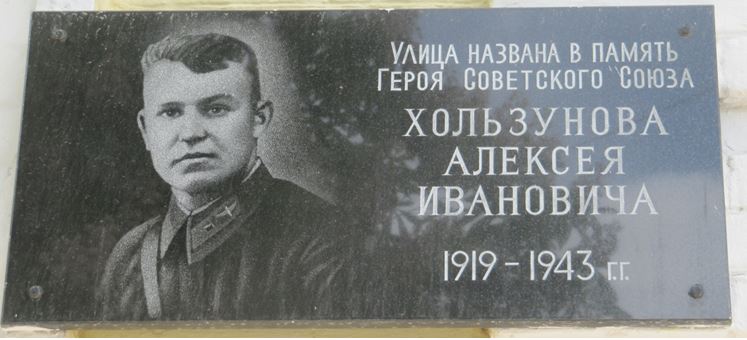 Улица названа в память
Героя Советского Союза
ХОЛЬЗУНОВА
АЛЕКСЕЯ
ИВАНОВИЧА
1919 - 1943 г.г.